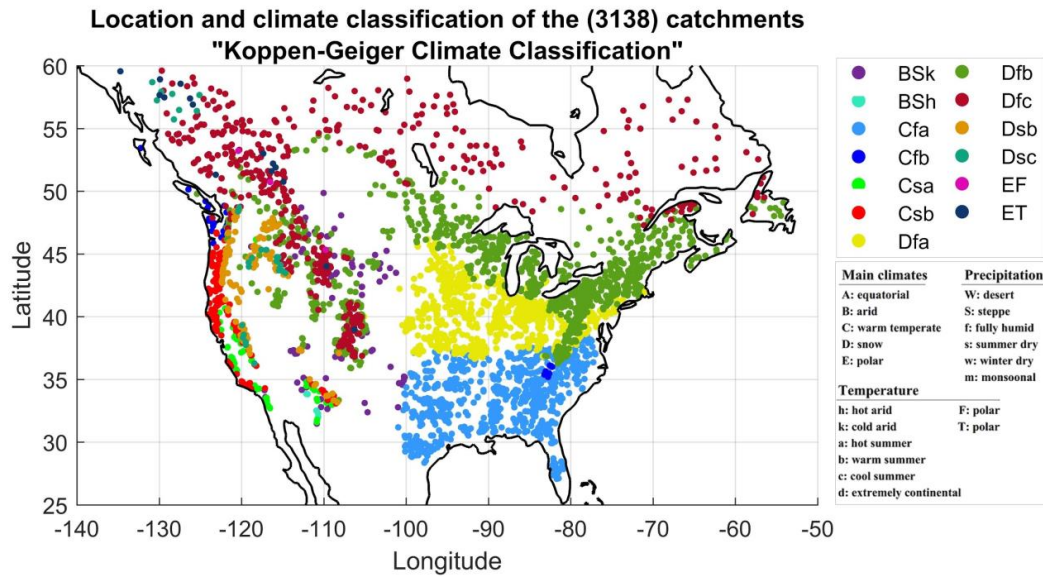 Location and climate classification of the (3138) catchments
"Koppen-Geiger Climate Classification"
60
55
50
45
40
35
30
25
Latitude
-140
-130
-120
-110
-100
-90
-80
-70
-60
-50
Longitude
BSk
BSh
Cfa
Cfb
Csa
Csb
Dfa
Dfb
Dfc
Dsb
Dsc
EF
ET
Main climates
A: equatorial
B: arid
C: warm temperate
D: snow
E: polar
Precipitation
W: desert
S: steppe
f: fully humid
s: summer dry
w: winter dry
m: monsoonal
Temperature
h: hot arid
k: cold arid
a: hot summer
b: warm summer
c: cool summer
d: extremely continental
F: polar
T: polar